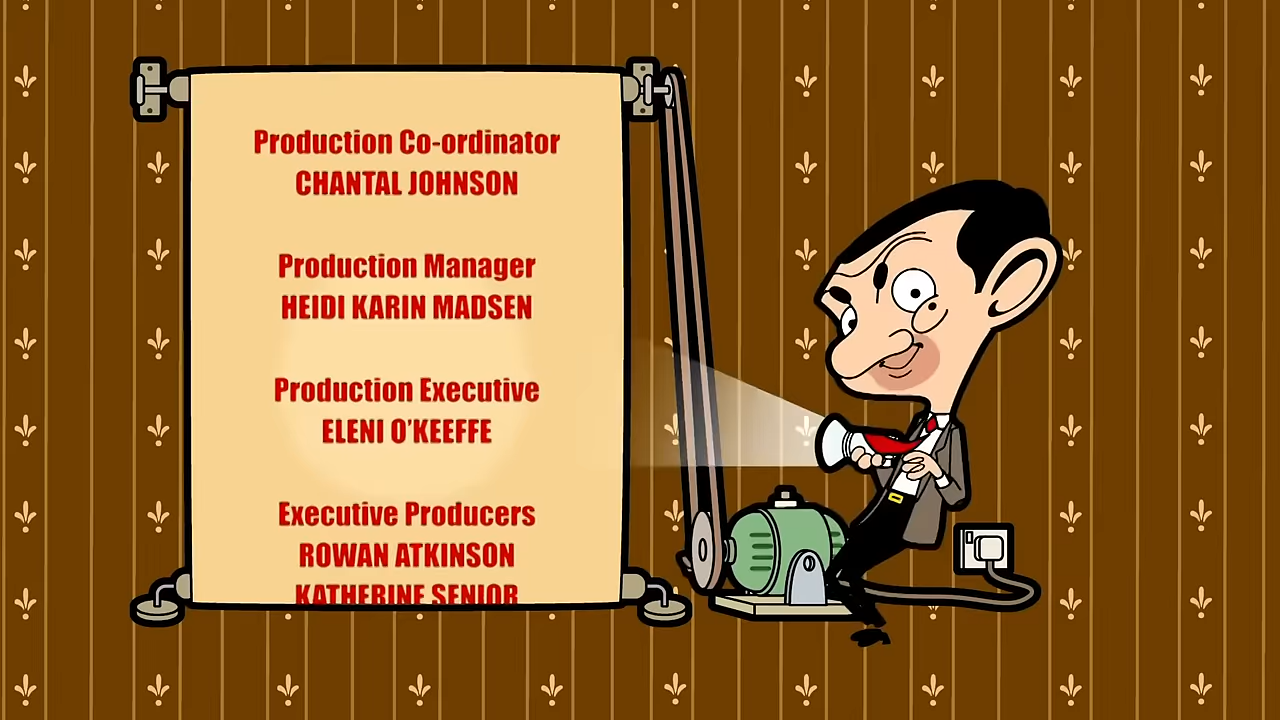 Production Co-ordinator
CHANTAL JOHNSON
Production Manager
HEIDI KARIN MADSEN
Production Executive
ELENI O'KEEFFE
Executive Producers
ROWAN ATKINSON
KATHERINE SENIOR